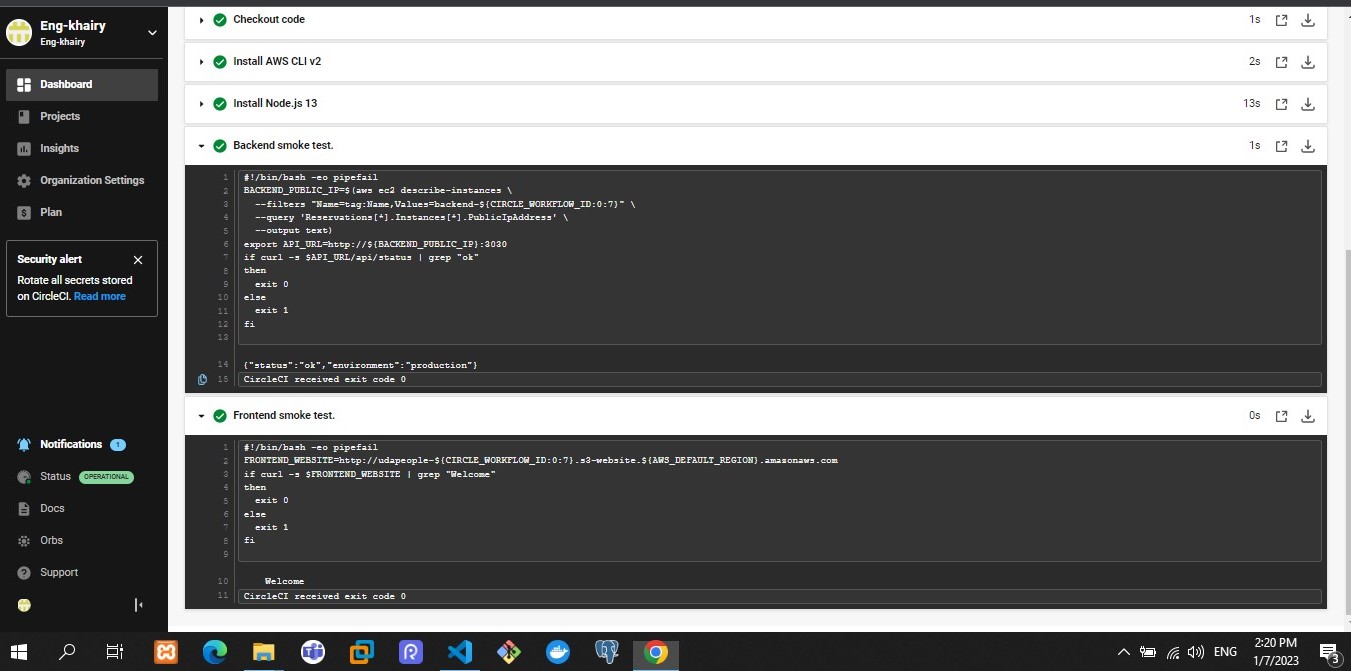 Eng-khairy
Eng-khairy
Dashboard
Projects
Insights
Organization Settings
Plan
Security alert
Rotate all secrets stored
on CircleCI. Read more
Notifications 1
Status OPERATIONAL
Docs
Orbs
Support
Checkout code 1s
Install AWS CLI v2 2s
Install Node.js 13 13s
Backend smoke test. 1s
1 #!/bin/bash -eo pipefail
2 BACKEND_PUBLIC_IP=$(aws ec2 describe-instances \
3 --filters "Name=tag:Name,Values=backend-${CIRCLE_WORKFLOW_ID:0:7}" \
4 --query 'Reservations[*].Instances[*].PublicIpAddress' \
5 --output text)
6 export API_URL=http://${BACKEND_PUBLIC_IP}:3030
7 if curl -s $API_URL/api/status | grep "ok"
8 then
9 exit 0
10 else
11 exit 1
12 fi
13
14 {"status":"ok","environment":"production"}
15 CircleCI received exit code 0
Frontend smoke test. 0s
1 #!/bin/bash -eo pipefail
2 FRONTEND_WEBSITE=http://udapeople-${CIRCLE_WORKFLOW_ID:0:7}.s3-website.${AWS_DEFAULT_REGION}.amazonaws.com
3 if curl -s $FRONTEND_WEBSITE | grep "Welcome"
4 then
5 exit 0
6 else
7 exit 1
8 fi
9
10 Welcome
11 CircleCI received exit code 0
ENG
2:20 PM
1/7/2023
3